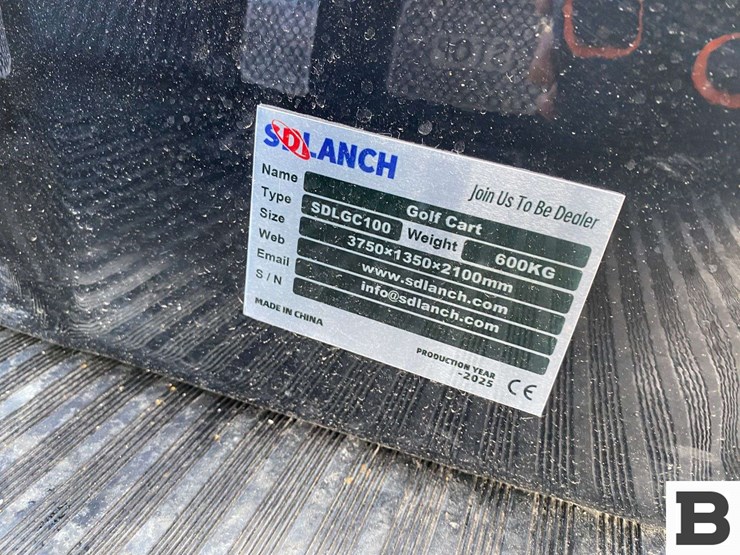 SDLANCH
Join Us To Be Dealer
Name Golf Cart
Type SDLGC100 Weight 600KG
Size 3750×1350×2100mm
Web www.sdlanch.com
Email info@sdlanch.com
S / N
MADE IN CHINA
PRODUCTION YEAR
-2025 CE
B